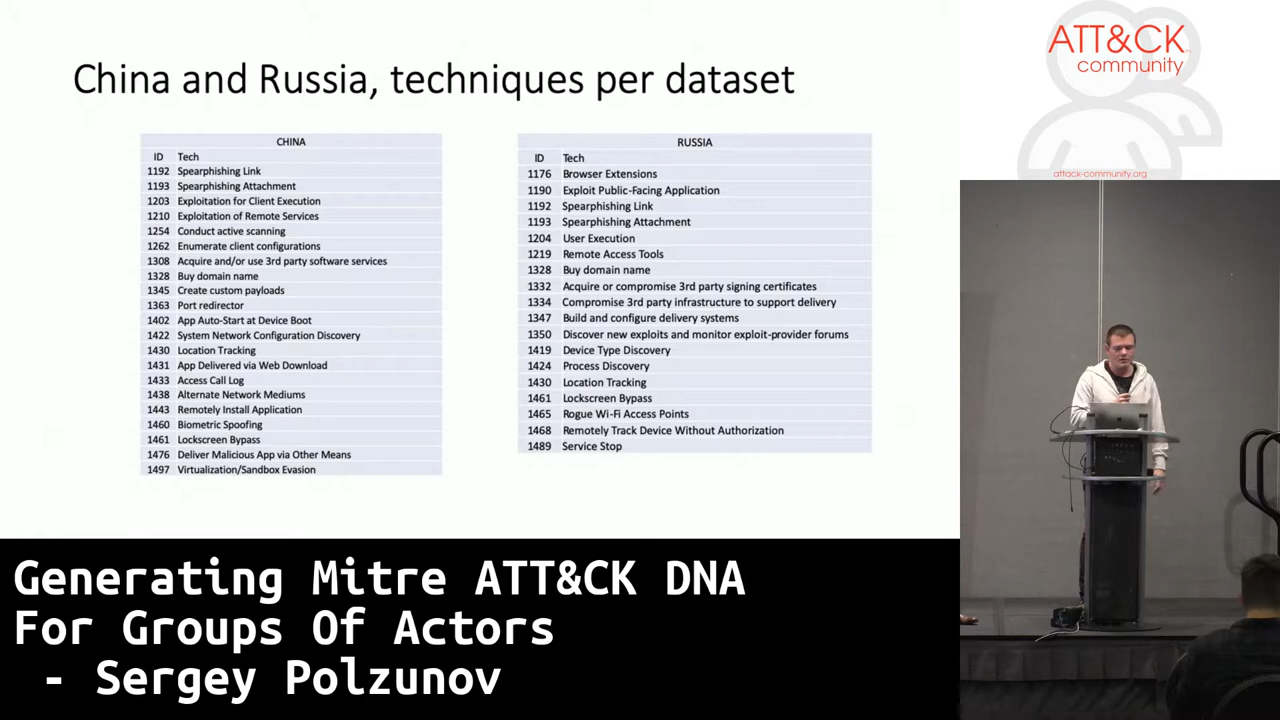 China and Russia, techniques per dataset
CHINA
ID Tech
1192 Spearphishing Link
1193 Spearphishing Attachment
1203 Exploitation for Client Execution
1210 Exploitation of Remote Services
1254 Conduct active scanning
1262 Enumerate client configurations
1308 Acquire and/or use 3rd party software services
1328 Buy domain name
1345 Create custom payloads
1363 Port redirector
1402 App Auto-Start at Device Boot
1422 System Network Configuration Discovery
1430 Location Tracking
1431 App Delivered via Web Download
1433 Access Call Log
1438 Alternate Network Mediums
1443 Remotely Install Application
1460 Biometric Spoofing
1461 Lockscreen Bypass
1476 Deliver Malicious App via Other Means
1497 Virtualization/Sandbox Evasion
RUSSIA
ID Tech
1176 Browser Extensions
1190 Exploit Public-Facing Application
1192 Spearphishing Link
1193 Spearphishing Attachment
1204 User Execution
1219 Remote Access Tools
1328 Buy domain name
1332 Acquire or compromise 3rd party signing certificates
1334 Compromise 3rd party infrastructure to support delivery
1347 Build and configure delivery systems
1350 Discover new exploits and monitor exploit-provider forums
1419 Device Type Discovery
1424 Process Discovery
1430 Location Tracking
1461 Lockscreen Bypass
1465 Rogue Wi-Fi Access Points
1468 Remotely Track Device Without Authorization
1489 Service Stop
ATT&CK
community
attack-community.org
Generating Mitre ATT&CK DNA
For Groups Of Actors
- Sergey Polzunov